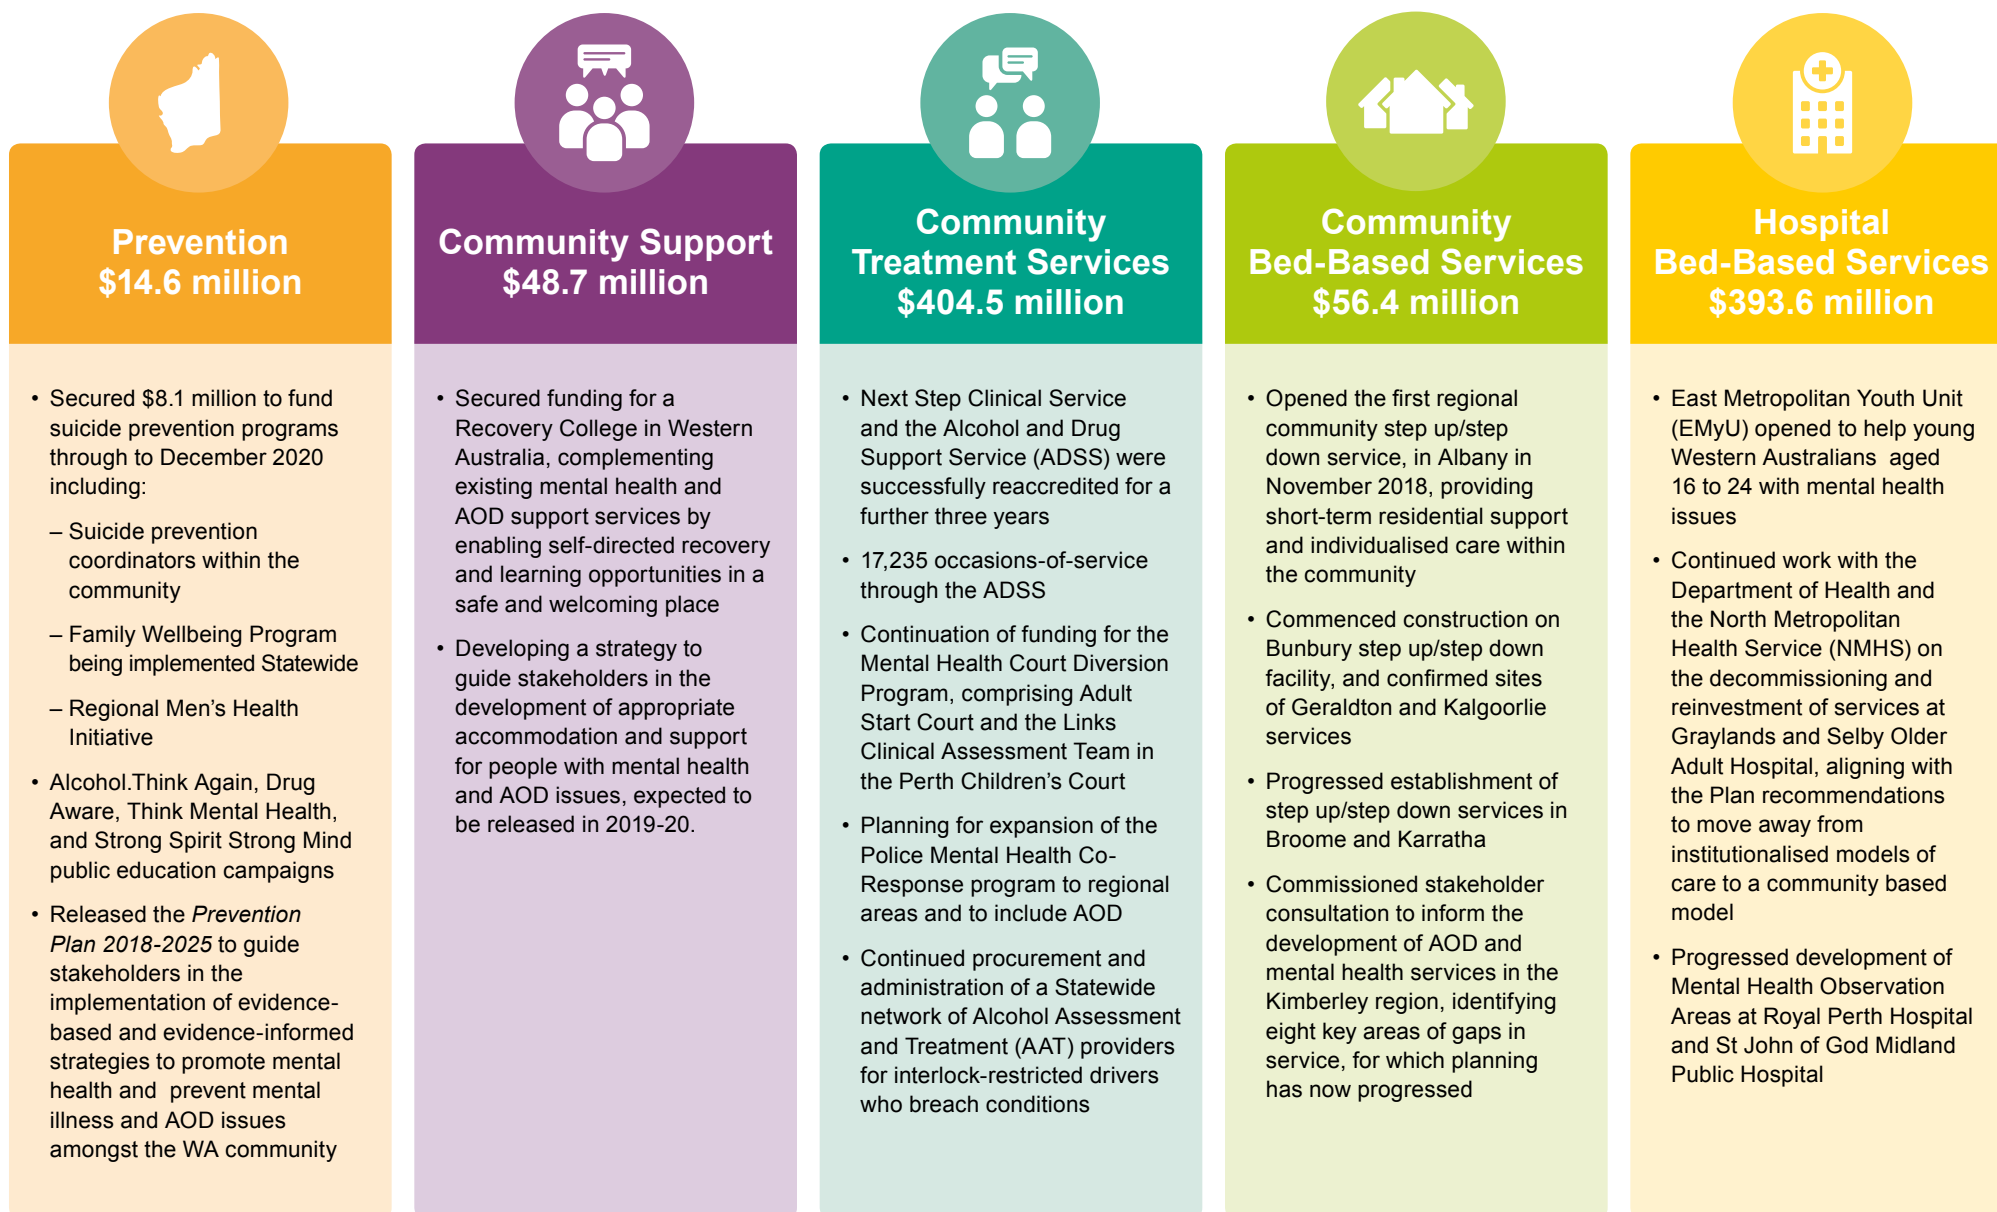 Prevention
$14.6 million
• Secured $8.1 million to fund
suicide prevention programs
through to December 2020
including:
– Suicide prevention
coordinators within the
community
– Family Wellbeing Program
being implemented Statewide
– Regional Men’s Health
Initiative
• Alcohol.Think Again, Drug
Aware, Think Mental Health,
and Strong Spirit Strong Mind
public education campaigns
• Released the Prevention
Plan 2018-2025 to guide
stakeholders in the
implementation of evidence-
based and evidence-informed
strategies to promote mental
health and  prevent mental
illness and AOD issues
amongst the WA community
Community Support
$48.7 million
• Secured funding for a
Recovery College in Western
Australia, complementing
existing mental health and
AOD support services by
enabling self-directed recovery
and learning opportunities in a
safe and welcoming place
• Developing a strategy to
guide stakeholders in the
development of appropriate
accommodation and support
for people with mental health
and AOD issues, expected to
be released in 2019-20.
Community
Treatment Services
$404.5 million
• Next Step Clinical Service
and the Alcohol and Drug
Support Service (ADSS) were
successfully reaccredited for a
further three years
• 17,235 occasions-of-service
through the ADSS
• Continuation of funding for the
Mental Health Court Diversion
Program, comprising Adult
Start Court and the Links
Clinical Assessment Team in
the Perth Children’s Court
• Planning for expansion of the
Police Mental Health Co-
Response program to regional
areas and to include AOD
• Continued procurement and
administration of a Statewide
network of Alcohol Assessment
and Treatment (AAT) providers
for interlock-restricted drivers
who breach conditions
Community
Bed-Based Services
$56.4 million
• Opened the first regional
community step up/step
down service, in Albany in
November 2018, providing
short-term residential support
and individualised care within
the community
• Commenced construction on
Bunbury step up/step down
facility, and confirmed sites
of Geraldton and Kalgoorlie
services
• Progressed establishment of
step up/step down services in
Broome and Karratha
• Commissioned stakeholder
consultation to inform the
development of AOD and
mental health services in the
Kimberley region, identifying
eight key areas of gaps in
service, for which planning
has now progressed
Hospital
Bed-Based Services
$393.6 million
• East Metropolitan Youth Unit
(EMyU) opened to help young
Western Australians  aged
16 to 24 with mental health
issues
• Continued work with the
Department of Health and
the North Metropolitan
Health Service (NMHS) on
the decommissioning and
reinvestment of services at
Graylands and Selby Older
Adult Hospital, aligning with
the Plan recommendations
to move away from
institutionalised models of
care to a community based
model
• Progressed development of
Mental Health Observation
Areas at Royal Perth Hospital
and St John of God Midland
Public Hospital